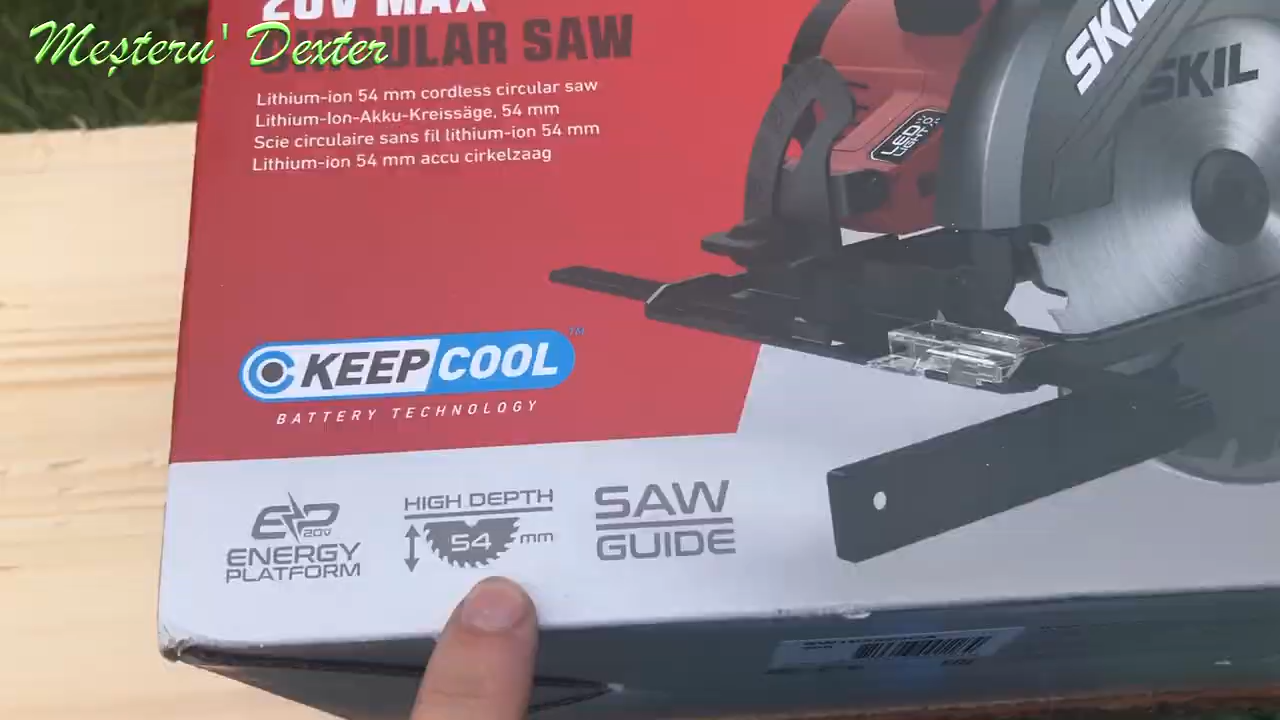 Meșteru' Dexter
20V MAX
CIRCULAR SAW
Lithium-ion 54 mm cordless circular saw
Lithium-Ion-Akku-Kreissäge, 54 mm
Scie circulaire sans fil lithium-ion 54 mm
Lithium-ion 54 mm accu cirkelzaag
LED
LIGHT
SKIL
SKIL
KEEP COOL™
BATTERY TECHNOLOGY
EP 20V
ENERGY
PLATFORM
HIGH DEPTH
54 mm
SAW
GUIDE